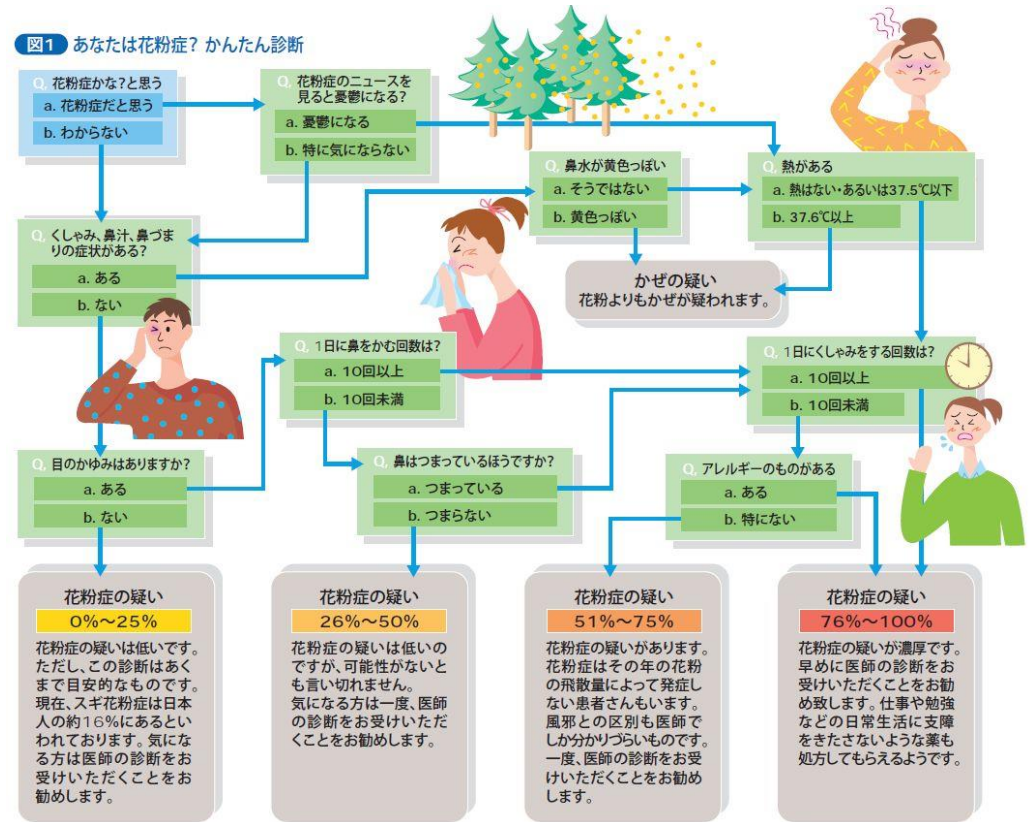 図1 あなたは花粉症？ かんたん診断
Q, 花粉症かな？と思う
a. 花粉症だと思う
b. わからない
Q, 花粉症のニュースを
見ると憂鬱になる？
a. 憂鬱になる
b. 特に気にならない
Q, 鼻水が黄色っぽい
a. そうではない
b. 黄色っぽい
Q, 熱がある
a. 熱はない・あるいは37.5℃以下
b. 37.6℃以上
Q, くしゃみ、鼻汁、鼻づま
りの症状がある？
a. ある
b. ない
かぜの疑い
花粉よりもかぜが疑われます。
Q, 1日に鼻をかむ回数は？
a. 10回以上
b. 10回未満
Q, 1日にくしゃみをする回数は？
a. 10回以上
b. 10回未満
Q, 目のかゆみはありますか？
a. ある
b. ない
Q, 鼻はつまっているほうですか？
a. つまっている
b. つまらない
Q, アレルギーのものがある
a. ある
b. 特にない
花粉症の疑い
0%～25%
花粉症の疑いは低いです。
ただし、この診断はあく
まで目安的なものです。
現在、スギ花粉症は日本
人の約16%にあるとい
われております。気にな
る方は医師の診断をお
受けいただくことをお
勧めします。
花粉症の疑い
26%～50%
花粉症の疑いは低いの
ですが、可能性がないと
も言い切れません。
気になる方は一度、医師
の診断をお受けいただ
くことをお勧めします。
花粉症の疑い
51%～75%
花粉症の疑いがあります。
花粉症はその年の花粉
の飛散量によって発症し
ない患者さんもいます。
風邪との区別も医師で
しか分かりづらいものです。
一度、医師の診断をお受
けいただくことをお勧め
します。
花粉症の疑い
76%～100%
花粉症の疑いが濃厚です。
早めに医師の診断をお
受けいただくことをお勧
め致します。仕事や勉強
などの日常生活に支障
をきたさないような薬も
処方してもらえるようです。